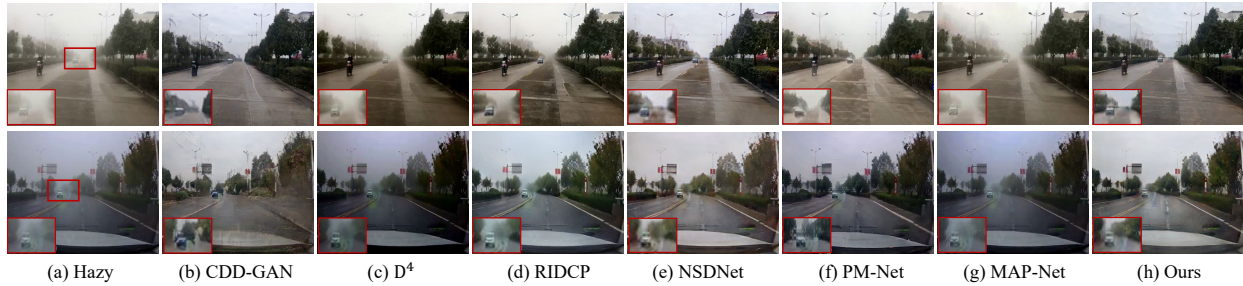 (a) Hazy (b) CDD-GAN (c) D⁴ (d) RIDCP (e) NSDNet (f) PM-Net (g) MAP-Net (h) Ours